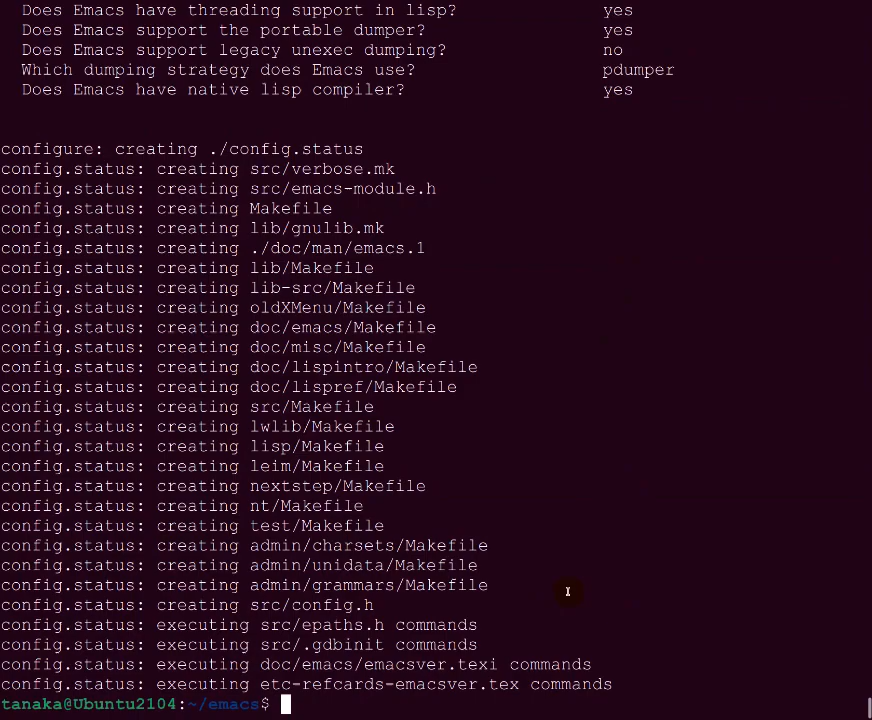 Does Emacs have threading support in lisp? yes
Does Emacs support the portable dumper? yes
Does Emacs support legacy unexec dumping? no
Which dumping strategy does Emacs use? pdumper
Does Emacs have native lisp compiler? yes
configure: creating ./config.status
config.status: creating src/verbose.mk
config.status: creating src/emacs-module.h
config.status: creating Makefile
config.status: creating lib/gnulib.mk
config.status: creating ./doc/man/emacs.1
config.status: creating lib/Makefile
config.status: creating lib-src/Makefile
config.status: creating oldXMenu/Makefile
config.status: creating doc/emacs/Makefile
config.status: creating doc/misc/Makefile
config.status: creating doc/lispintro/Makefile
config.status: creating doc/lispref/Makefile
config.status: creating src/Makefile
config.status: creating lwlib/Makefile
config.status: creating lisp/Makefile
config.status: creating leim/Makefile
config.status: creating nextstep/Makefile
config.status: creating nt/Makefile
config.status: creating test/Makefile
config.status: creating admin/charsets/Makefile
config.status: creating admin/unidata/Makefile
config.status: creating admin/grammars/Makefile
config.status: creating src/config.h
config.status: executing src/epaths.h commands
config.status: executing src/.gdbinit commands
config.status: executing doc/emacs/emacsver.texi commands
config.status: executing etc-refcards-emacsver.tex commands
tanaka@Ubuntu2104:~/emacs$